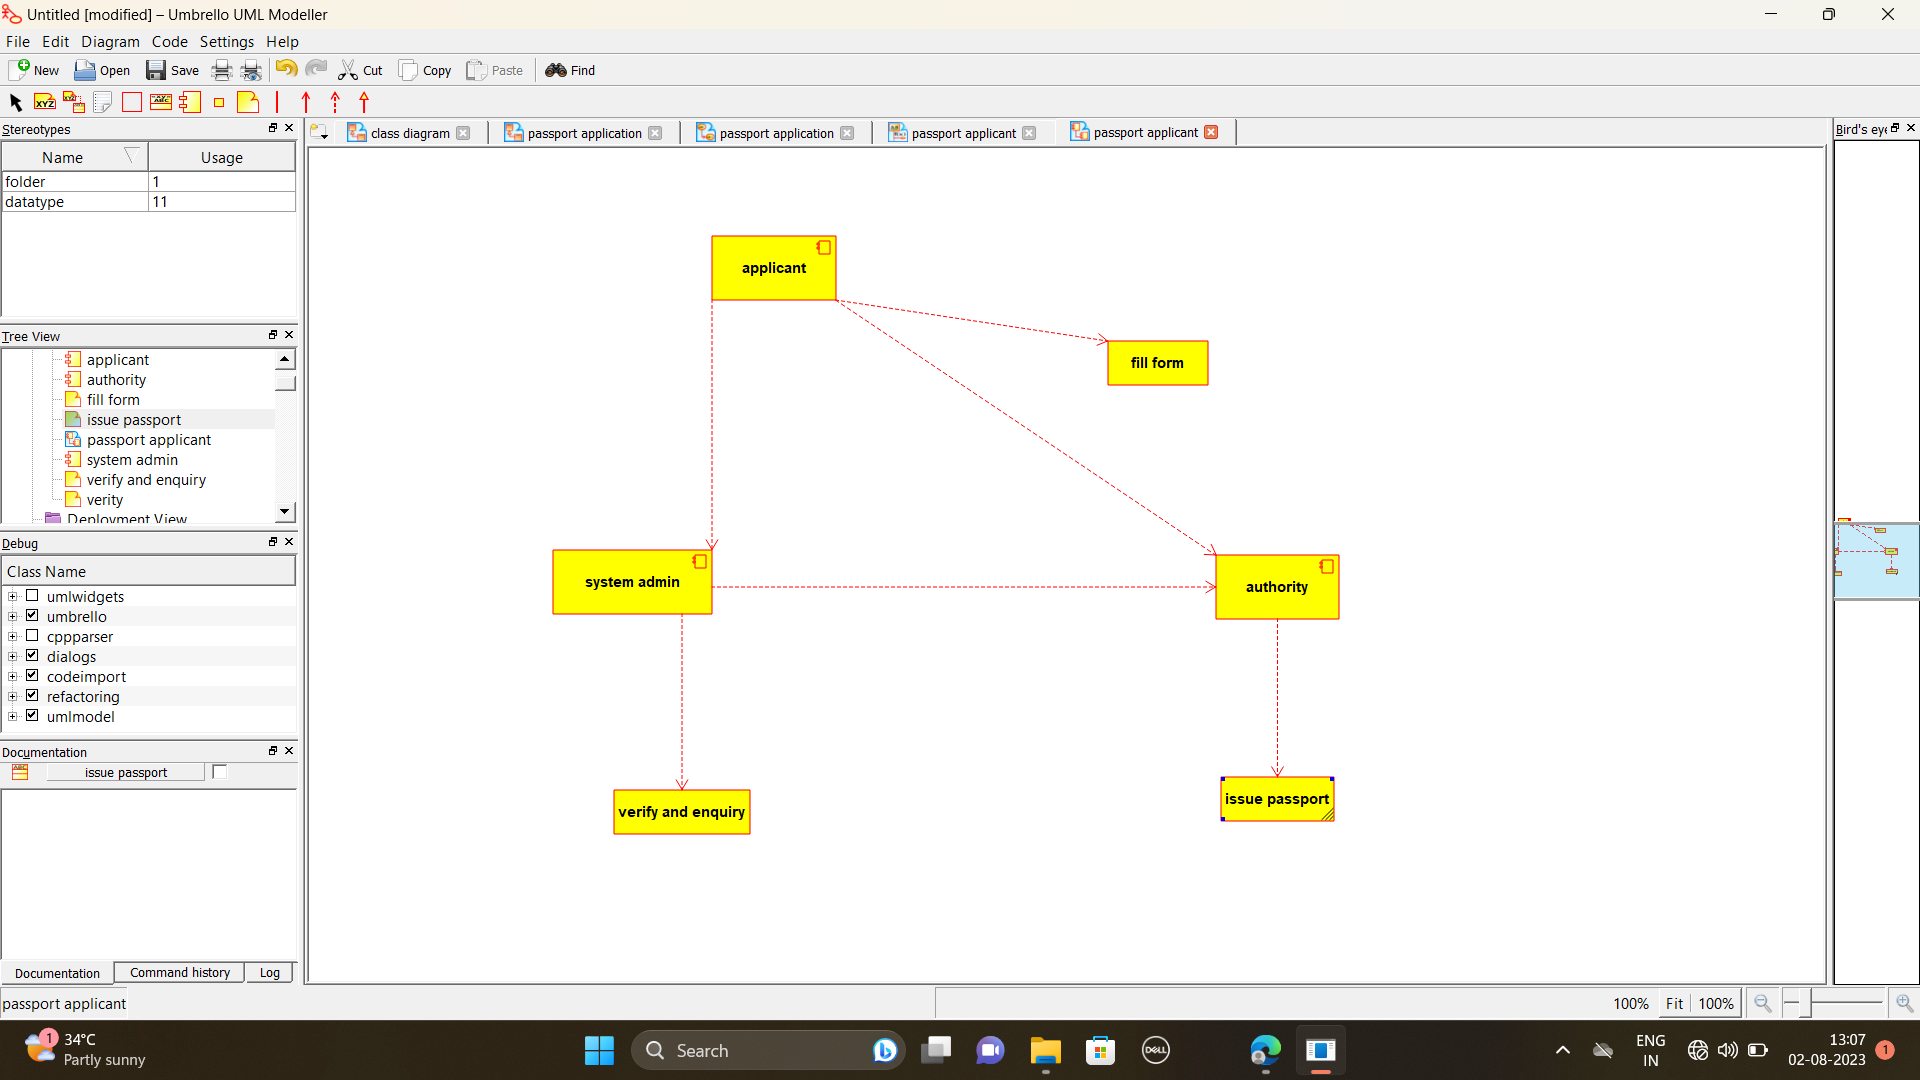 Untitled [modified] – Umbrello UML Modeller
File Edit Diagram Code Settings Help
New Open Save Cut Copy Paste Find
XYZ
Stereotypes
Name Usage
folder 1
datatype 11
Tree View
applicant
authority
fill form
issue passport
passport applicant
system admin
verify and enquiry
verity
Deployment View
Debug
Class Name
umlwidgets
umbrello
cppparser
dialogs
codeimport
refactoring
umlmodel
Documentation
issue passport
Documentation Command history Log
class diagram passport application passport application passport applicant passport applicant
applicant
fill form
system admin
authority
verify and enquiry
issue passport
Bird's eye
passport applicant
100% Fit 100%
1
34°C
Partly sunny
Search
DELL
ENG
IN
13:07
02-08-2023
1